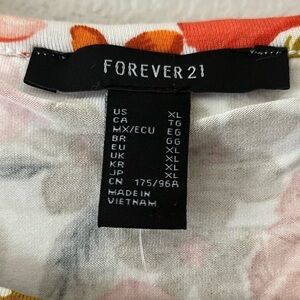 FOREVER 21
US XL
CA TG
MX/ECU EG
BR GG
EU XL
UK XL
KR XL
JP XL
CN 175/96A
MADE IN
VIETNAM